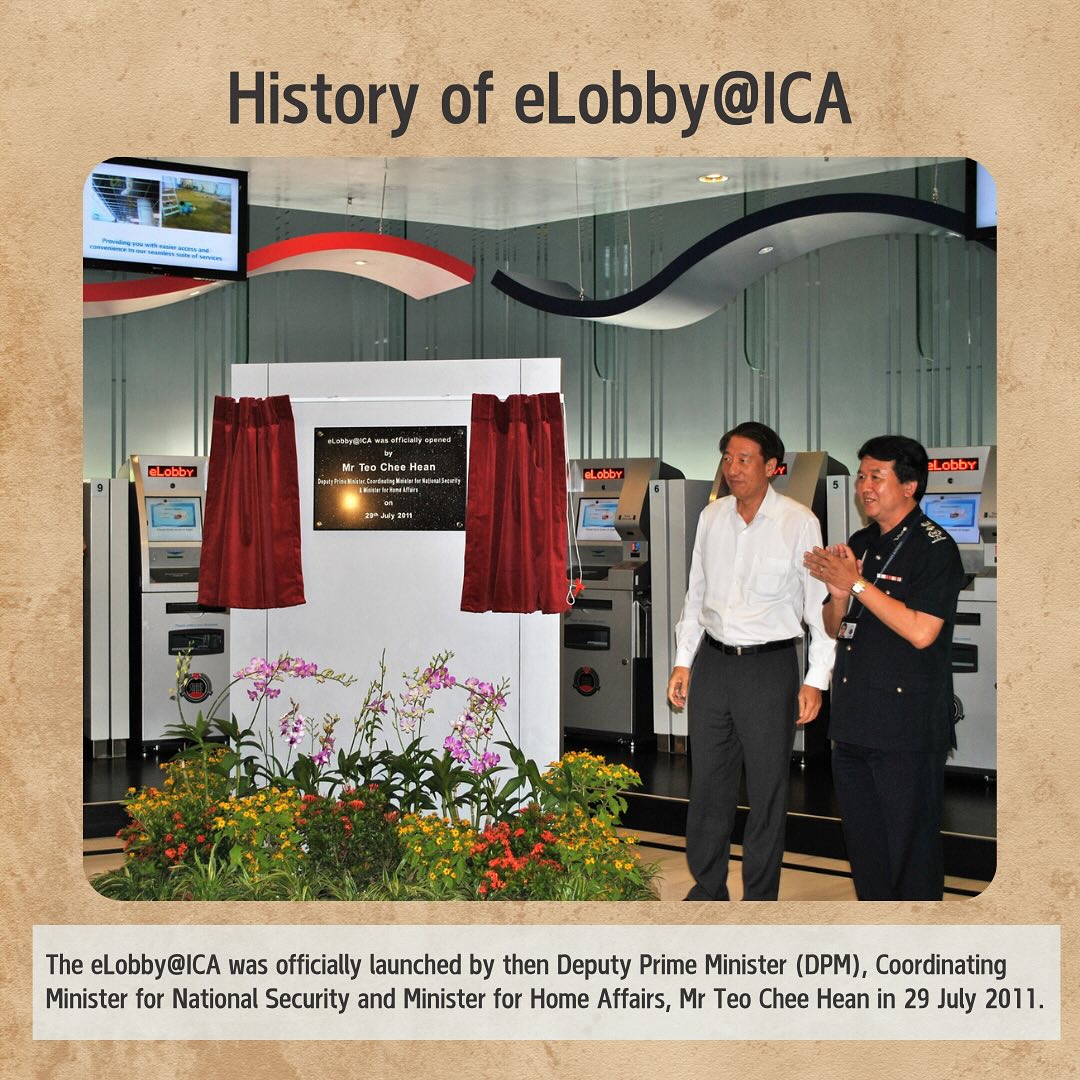 History of eLobby@ICA
Providing you with easier access and
convenience to our seamless suite of services
eLobby@ICA was officially opened
by
Mr Teo Chee Hean
Deputy Prime Minister, Coordinating Minister for National Security
& Minister for Home Affairs
on
29th July 2011
9
eLOBBY
eLOBBY
6
5
eLOBBY
The eLobby@ICA was officially launched by then Deputy Prime Minister (DPM), Coordinating
Minister for National Security and Minister for Home Affairs, Mr Teo Chee Hean in 29 July 2011.